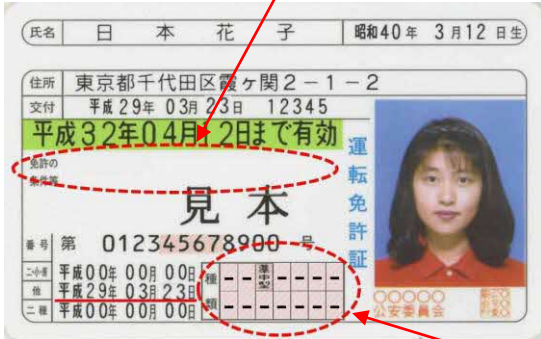 氏名 日本花子 昭和40年 3月12日生
住所 東京都千代田区霞ヶ関2-1-2
交付 平成29年03月23日 12345
平成32年04月12日まで有効
免許の
条件等
見本
番号 第 012345678900 号
二・小・原 平成00年00月00日
他 平成29年03月23日
二種 平成00年00月00日
種類 - - 準中型 - - - -
- - - - - - -
運転免許証
○○○○○
公安委員会